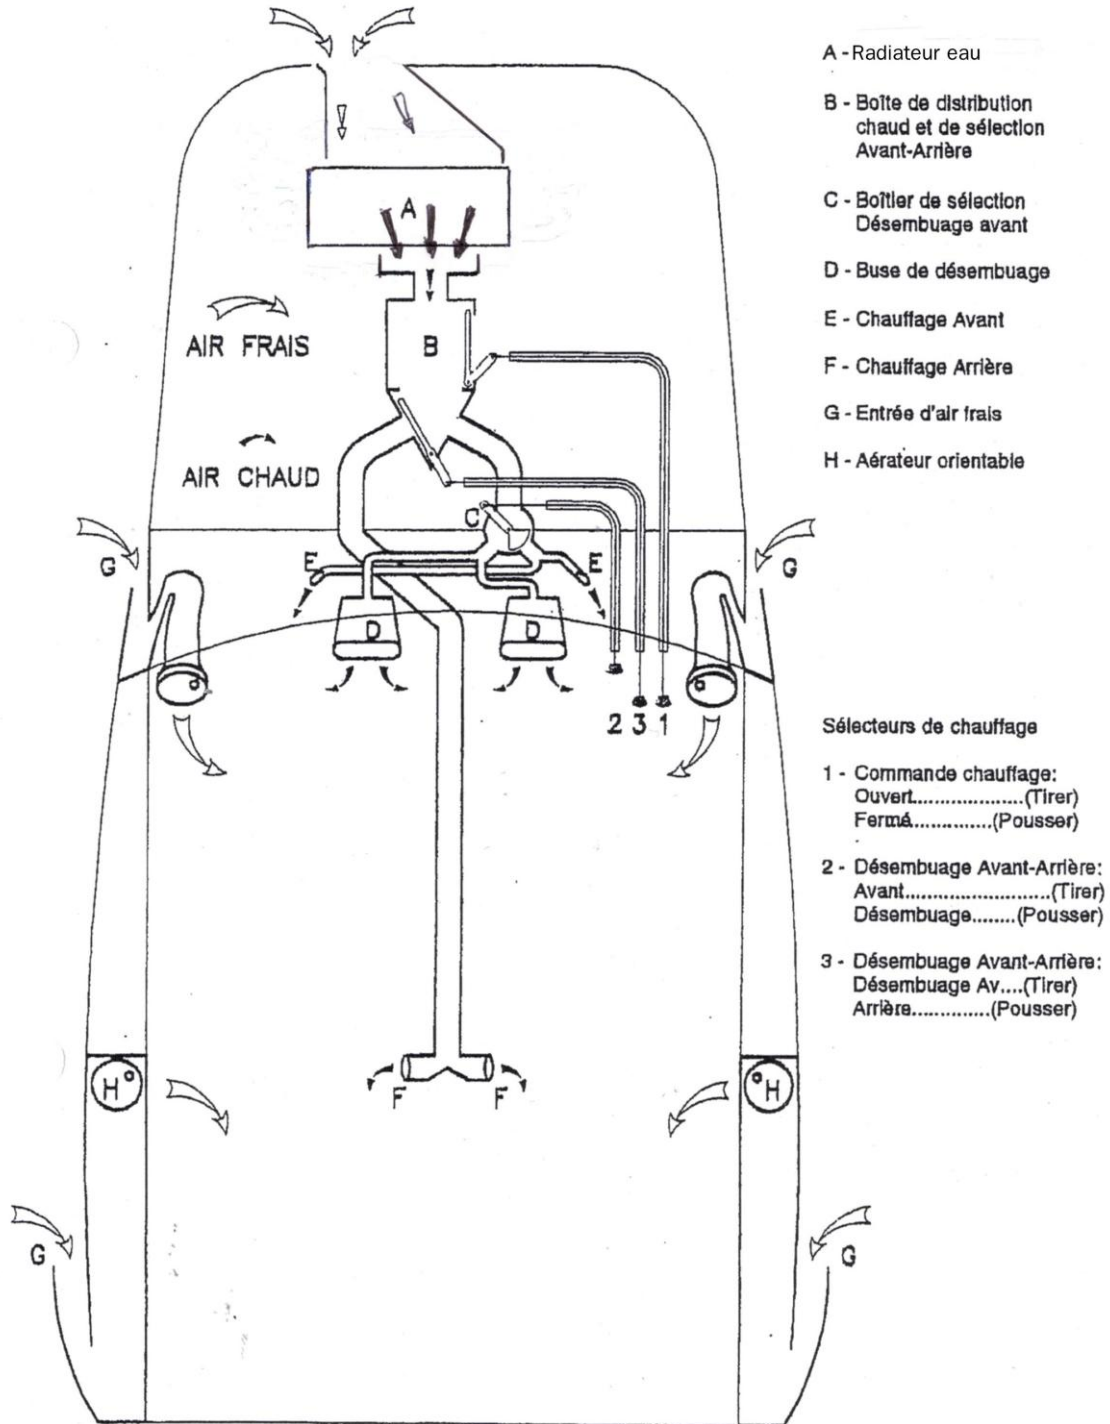 A - Radiateur eau
B - Boîte de distribution
chaud et de sélection
Avant-Arrière
C - Boîtier de sélection
Désembuage avant
D - Buse de désembuage
E - Chauffage Avant
F - Chauffage Arrière
G - Entrée d'air frais
H - Aérateur orientable
A
AIR FRAIS
B
AIR CHAUD
C
G
E
E
G
D
D
2 3 1
Sélecteurs de chauffage
1 - Commande chauffage:
Ouvert....................(Tirer)
Fermé..............(Pousser)
2 - Désembuage Avant-Arrière:
Avant..........................(Tirer)
Désembuage........(Pousser)
3 - Désembuage Avant-Arrière:
Désembuage Av....(Tirer)
Arrière..............(Pousser)
H
F
F
H
G
G